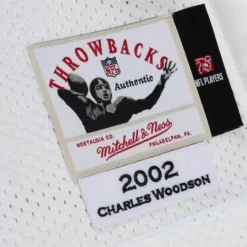 THROWBACKS
NFL
Authentic
NOSTALGIA CO.
Mitchell & Ness
PHILADELPHIA, PA.
NFL PLAYERS
2002
CHARLES WOODSON